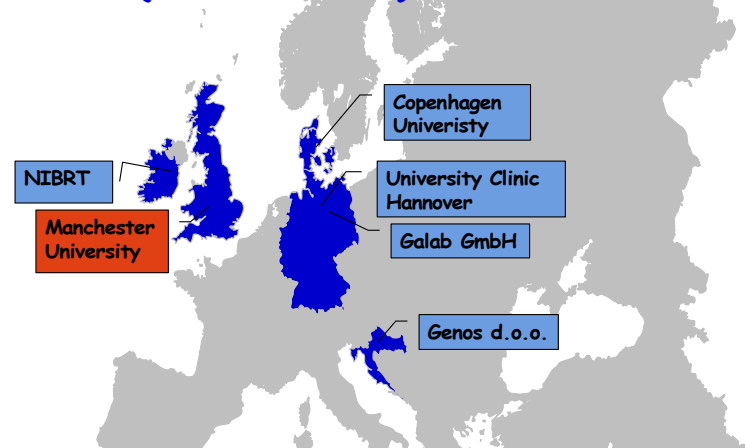 Copenhagen
Univeristy
NIBRT
University Clinic
Hannover
Manchester
University
Galab GmbH
Genos d.o.o.